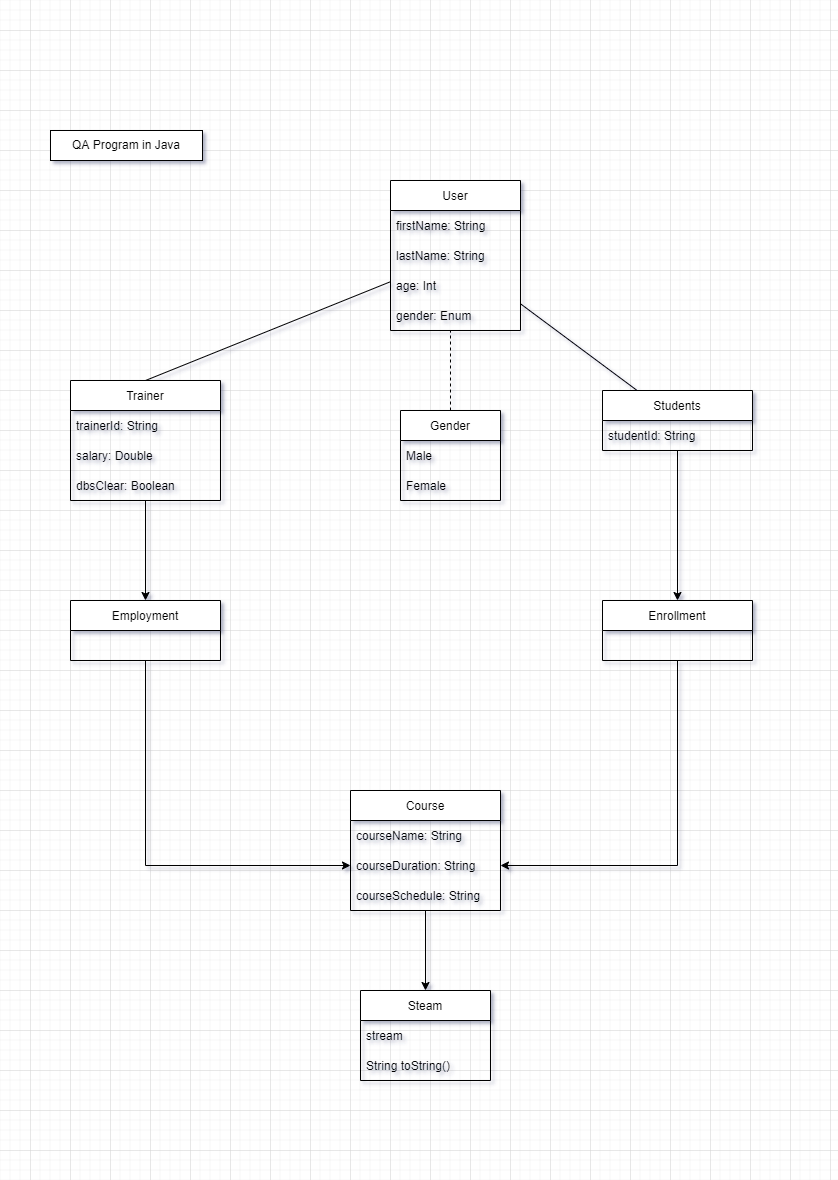 QA Program in Java
User
firstName: String
lastName: String
age: Int
gender: Enum
Trainer
trainerId: String
salary: Double
dbsClear: Boolean
Gender
Male
Female
Students
studentId: String
Employment
Enrollment
Course
courseName: String
courseDuration: String
courseSchedule: String
Steam
stream
String toString()